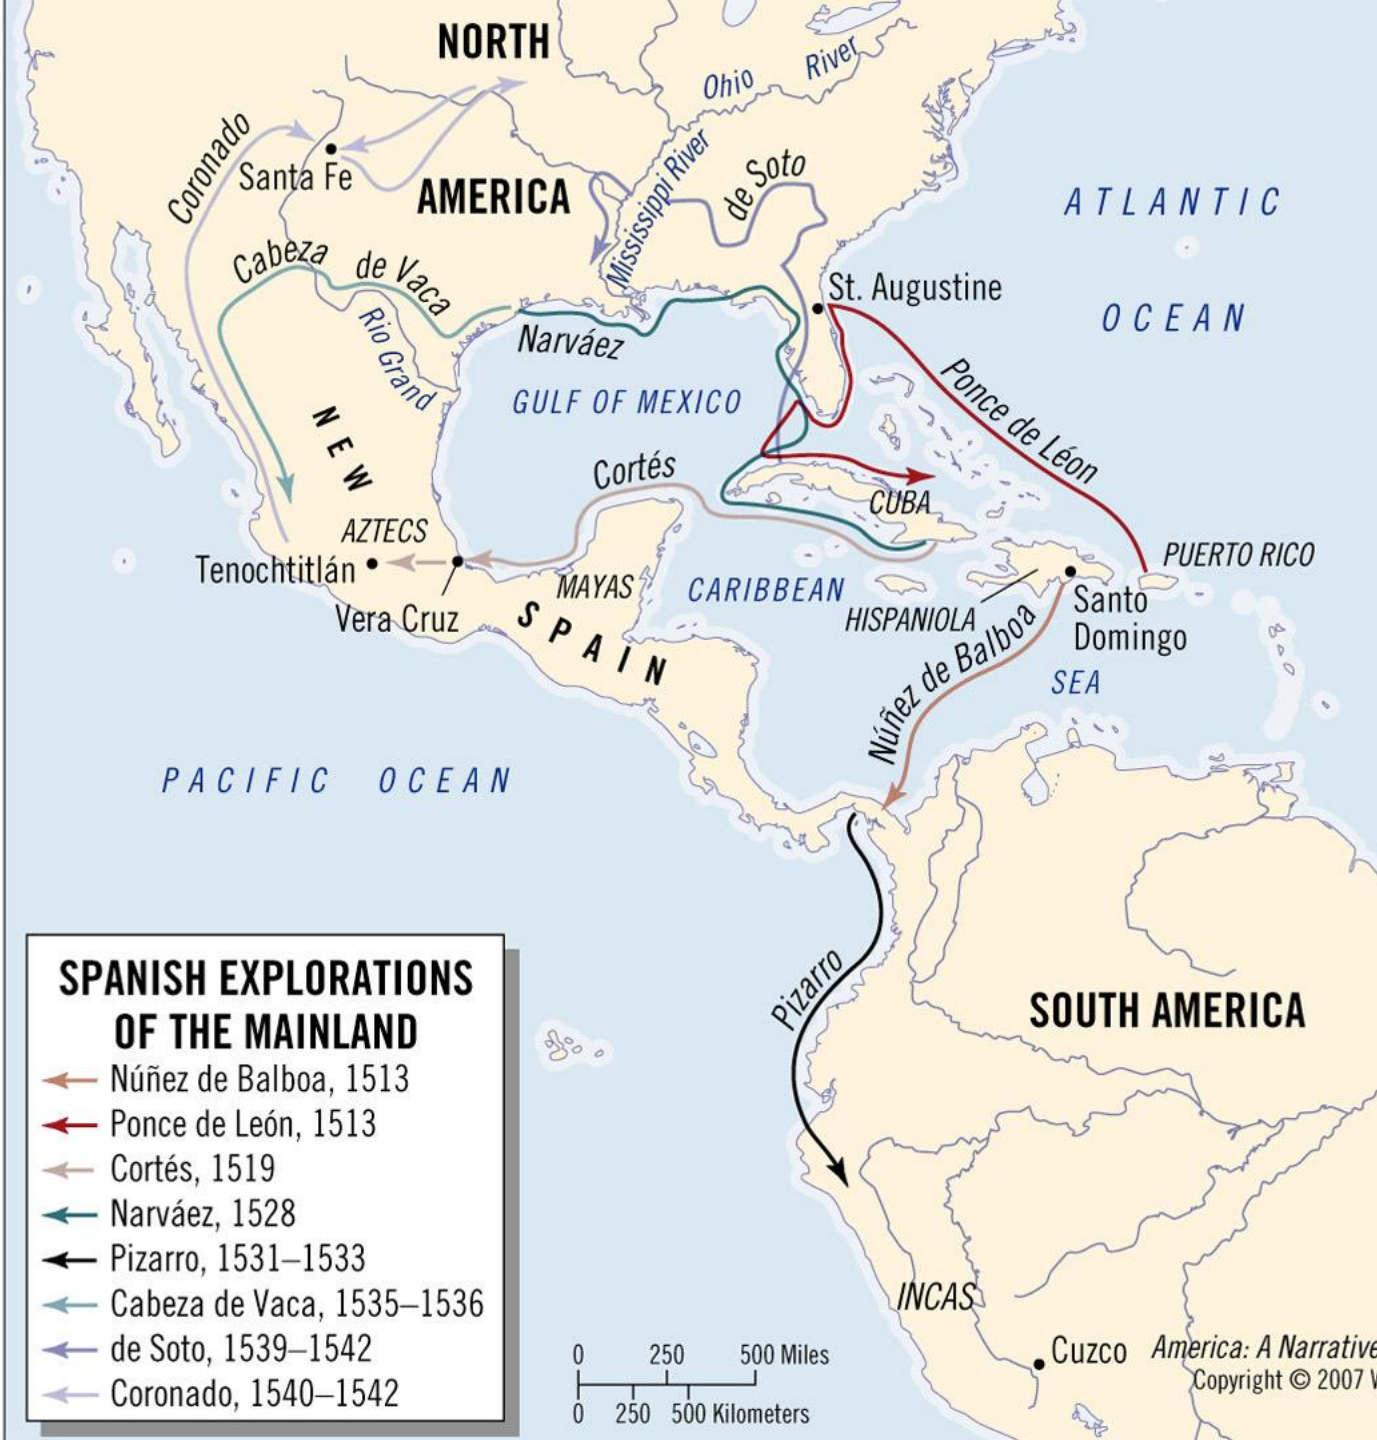 NORTH
AMERICA
Ohio River
Mississippi River
Coronado
Santa Fe
de Soto
Cabeza de Vaca
Rio Grand
Narváez
St. Augustine
ATLANTIC
OCEAN
GULF OF MEXICO
Ponce de Léon
NEW
SPAIN
Cortés
CUBA
AZTECS
Tenochtitlán
Vera Cruz
MAYAS
CARIBBEAN
SEA
HISPANIOLA
PUERTO RICO
Santo
Domingo
Núñez de Balboa
PACIFIC OCEAN
Pizarro
SOUTH AMERICA
INCAS
Cuzco
SPANISH EXPLORATIONS
OF THE MAINLAND
Núñez de Balboa, 1513
Ponce de León, 1513
Cortés, 1519
Narváez, 1528
Pizarro, 1531–1533
Cabeza de Vaca, 1535–1536
de Soto, 1539–1542
Coronado, 1540–1542
0 250 500 Miles
0 250 500 Kilometers
America: A Narrative
Copyright © 2007